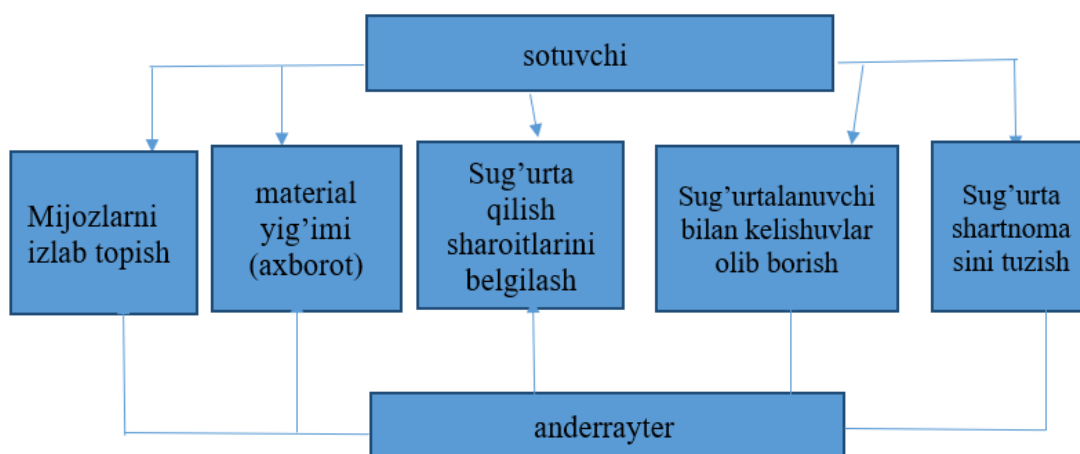 sotuvchi
Mijozlarni
izlab topish
material
yig’imi
(axborot)
Sug’urta
qilish
sharoitlarini
belgilash
Sug’urtalanuvchi
bilan kelishuvlar
olib borish
Sug’urta
shartnoma
sini tuzish
anderrayter